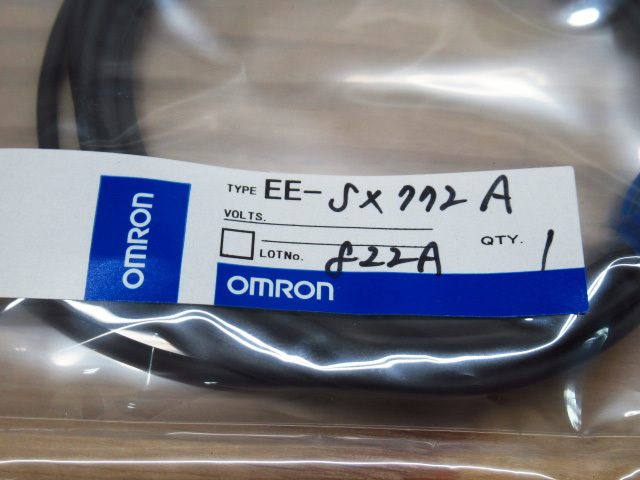 OMRON
TYPE EE-SX772A
VOLTS.
LOTNo. 822A QTY. 1
OMRON